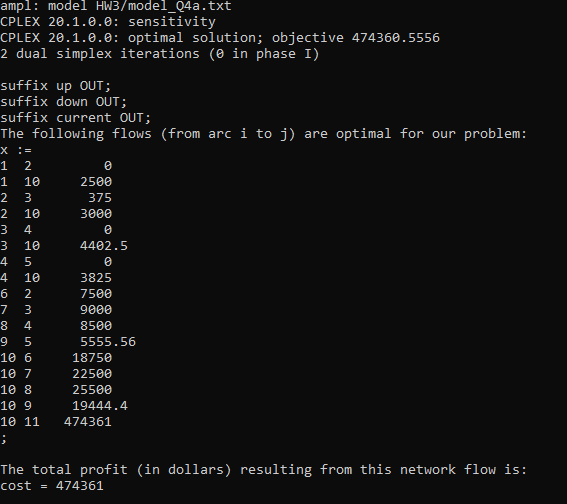 ampl: model HW3/model_Q4a.txt
CPLEX 20.1.0.0: sensitivity
CPLEX 20.1.0.0: optimal solution; objective 474360.5556
2 dual simplex iterations (0 in phase I)

suffix up OUT;
suffix down OUT;
suffix current OUT;
The following flows (from arc i to j) are optimal for our problem:
x :=
1  2         0
1  10     2500
2  3       375
2  10     3000
3  4         0
3  10     4402.5
4  5         0
4  10     3825
6  2      7500
7  3      9000
8  4      8500
9  5      5555.56
10 6     18750
10 7     22500
10 8     25500
10 9     19444.4
10 11   474361
;

The total profit (in dollars) resulting from this network flow is:
cost = 474361